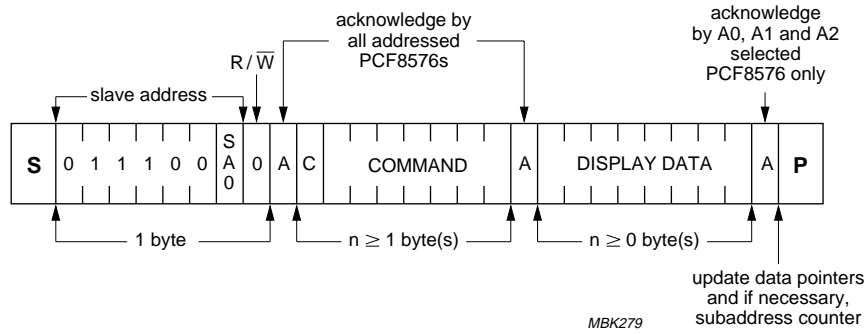 acknowledge by
all addressed
PCF8576s
acknowledge
by A0, A1 and A2
selected
PCF8576 only
R / W̅
slave address
S 0 1 1 1 0 0 S A 0 0 A C COMMAND A DISPLAY DATA A P
1 byte
n ≥ 1 byte(s)
n ≥ 0 byte(s)
update data pointers
and if necessary,
subaddress counter
MBK279